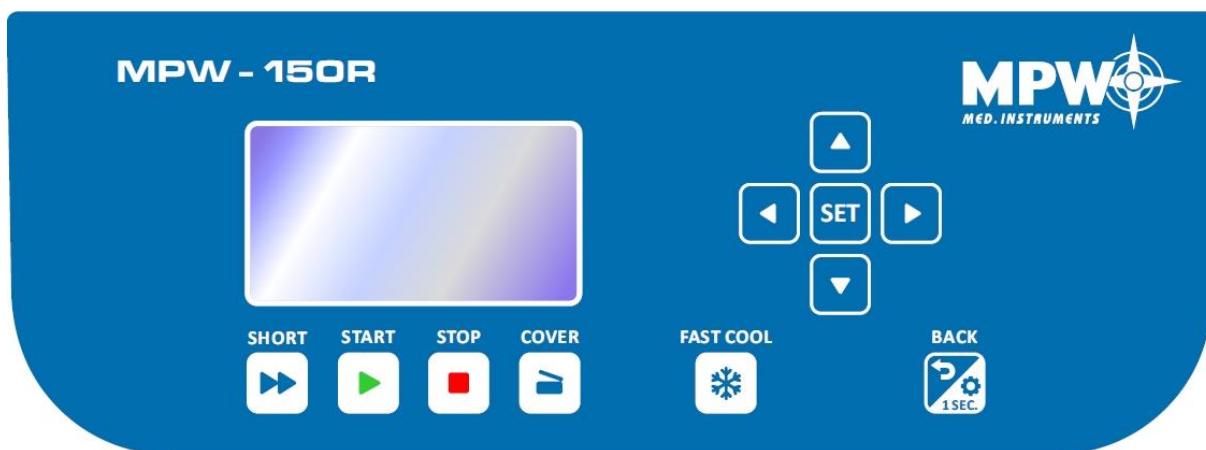 MPW - 150R
MPW
MED. INSTRUMENTS
SET
SHORT START STOP COVER FAST COOL BACK
1 SEC.